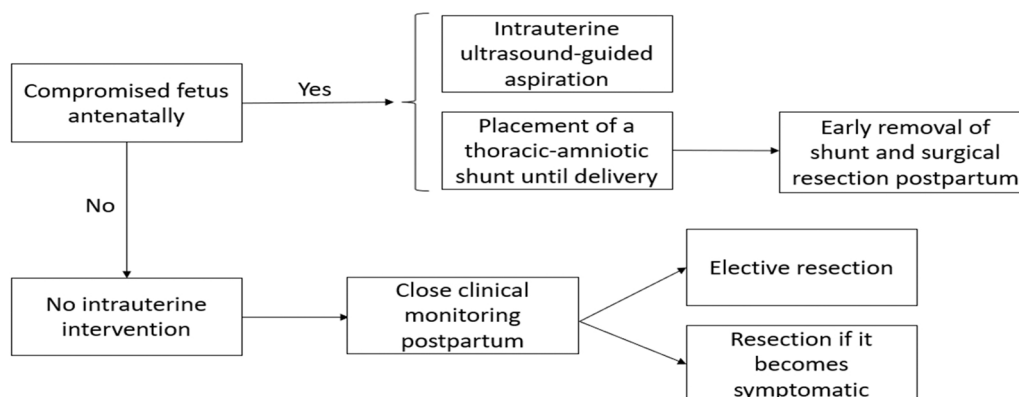 Compromised fetus
antenatally
Yes
Intrauterine
ultrasound-guided
aspiration
Placement of a
thoracic-amniotic
shunt until delivery
Early removal of
shunt and surgical
resection postpartum
No
No intrauterine
intervention
Close clinical
monitoring
postpartum
Elective resection
Resection if it
becomes
symptomatic